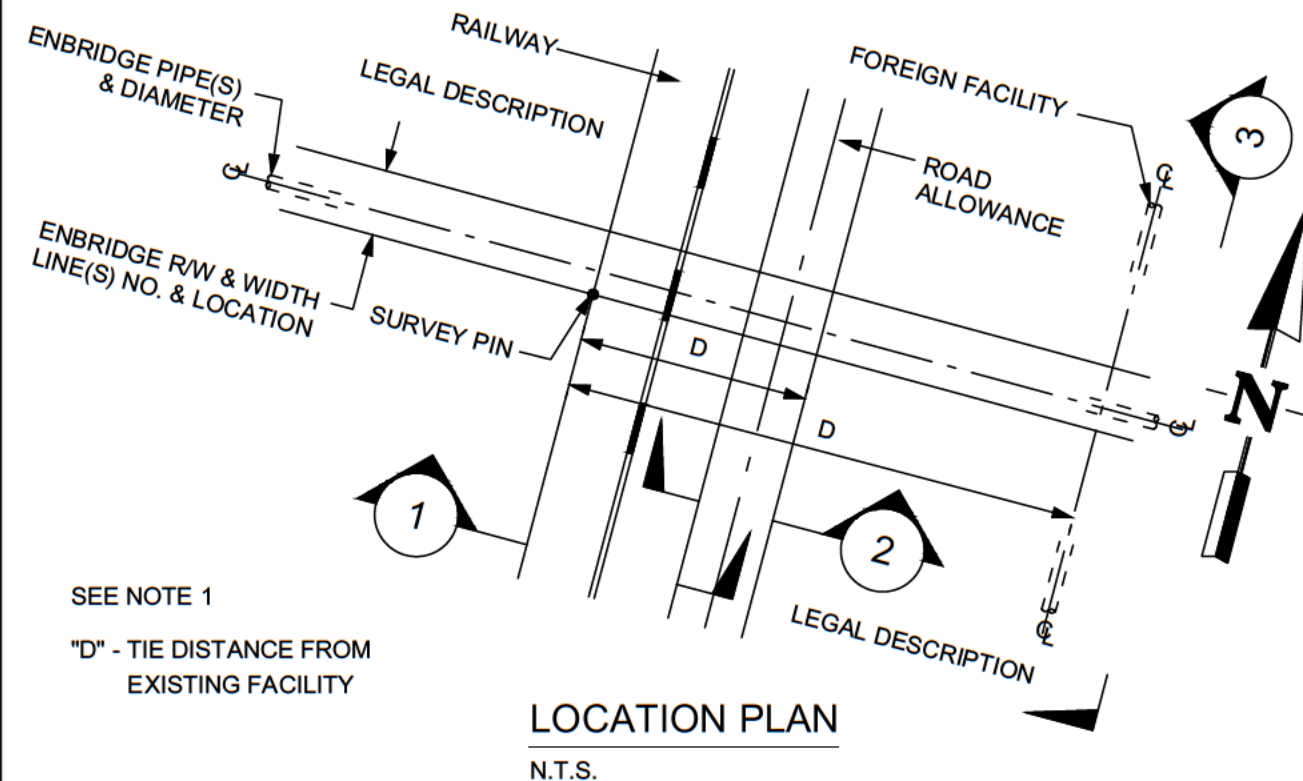 RAILWAY
ENBRIDGE PIPE(S)
& DIAMETER
LEGAL DESCRIPTION
FOREIGN FACILITY
3
ROAD
ALLOWANCE
ENBRIDGE R/W & WIDTH
LINE(S) NO. & LOCATION
SURVEY PIN
D
D
N
1
2
SEE NOTE 1
"D" - TIE DISTANCE FROM
EXISTING FACILITY
LEGAL DESCRIPTION
LOCATION PLAN
N.T.S.
℄
℄
℄
℄